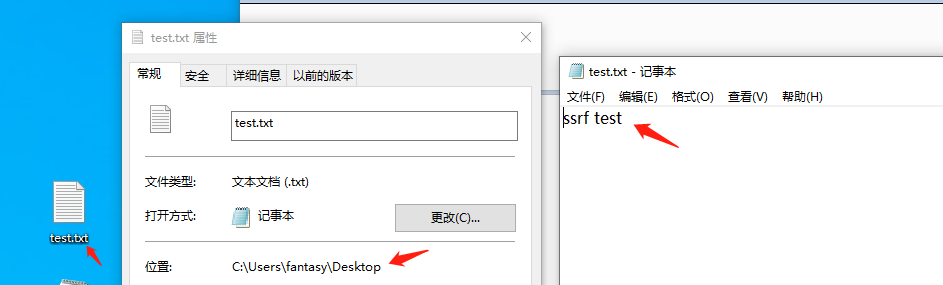 test.txt 属性
常规 安全 详细信息 以前的版本
test.txt
文件类型: 文本文档 (.txt)
打开方式: 记事本 更改(C)...
位置: C:\Users\fantasy\Desktop
test.txt
test.txt - 记事本
文件(F) 编辑(E) 格式(O) 查看(V) 帮助(H)
ssrf test